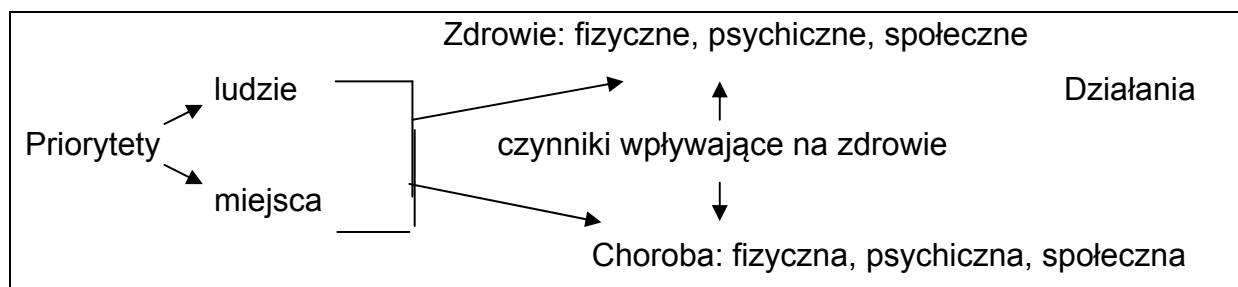 Zdrowie: fizyczne, psychiczne, społeczne
ludzie
Działania
Priorytety
czynniki wpływające na zdrowie
miejsca
Choroba: fizyczna, psychiczna, społeczna